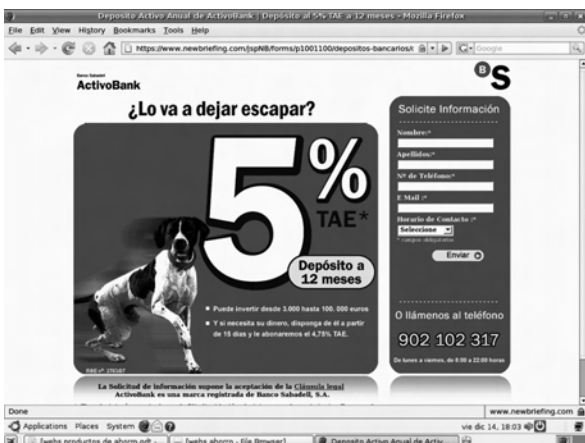 Deposito Activo Anual de ActivoBank | Depósito al 5% TAE a 12 meses - Mozilla Firefox
File Edit View History Bookmarks Tools Help
https://www.newbriefing.com/jspNB/forms/p1001100/depositos-bancarios/
Google
Banco Sabadell
ActivoBank
BS
¿Lo va a dejar escapar?
5%
TAE*
Depósito a
12 meses
Puede invertir desde 3.000 hasta 100.000 euros
Y si necesita su dinero, disponga de él a partir
de 15 días y le abonaremos el 4,75% TAE.
Solicite Información
Nombre:*
Apellidos:*
Nº de Teléfono:*
E Mail :*
Horario de Contacto :*
Seleccione
* campos obligatorios
Enviar
O llámenos al teléfono
902 102 317
De lunes a viernes, de 8:00 a 22:00 horas
La Solicitud de información supone la aceptación de la Cláusula legal
ActivoBank es una marca registrada de Banco Sabadell, S.A.
Done
www.newbriefing.com
Applications Places System
vie dic 14, 18:03
[webs ahorro - File Browser]
Deposito Activo Anual de Activ